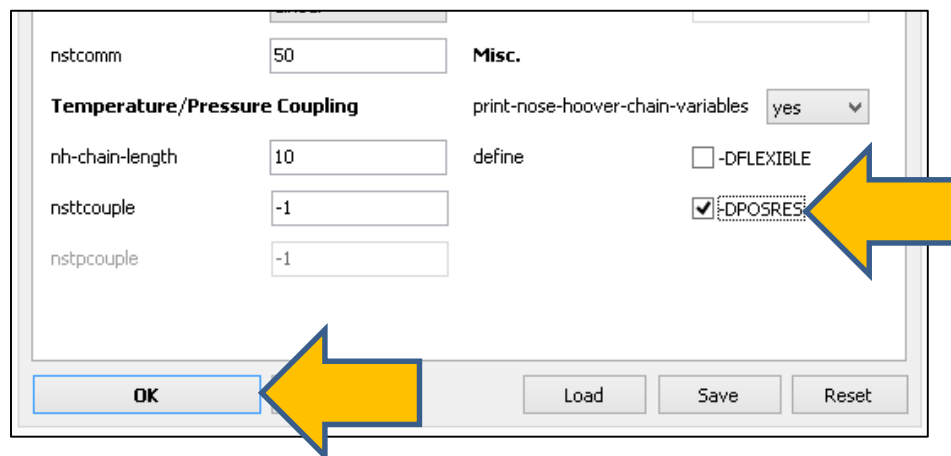 nstcomm 50 Misc.
Temperature/Pressure Coupling print-nose-hoover-chain-variables yes
nh-chain-length 10 define -DFLEXIBLE
nsttcouple -1 -DPOSRES
nstpcouple -1
OK Load Save Reset